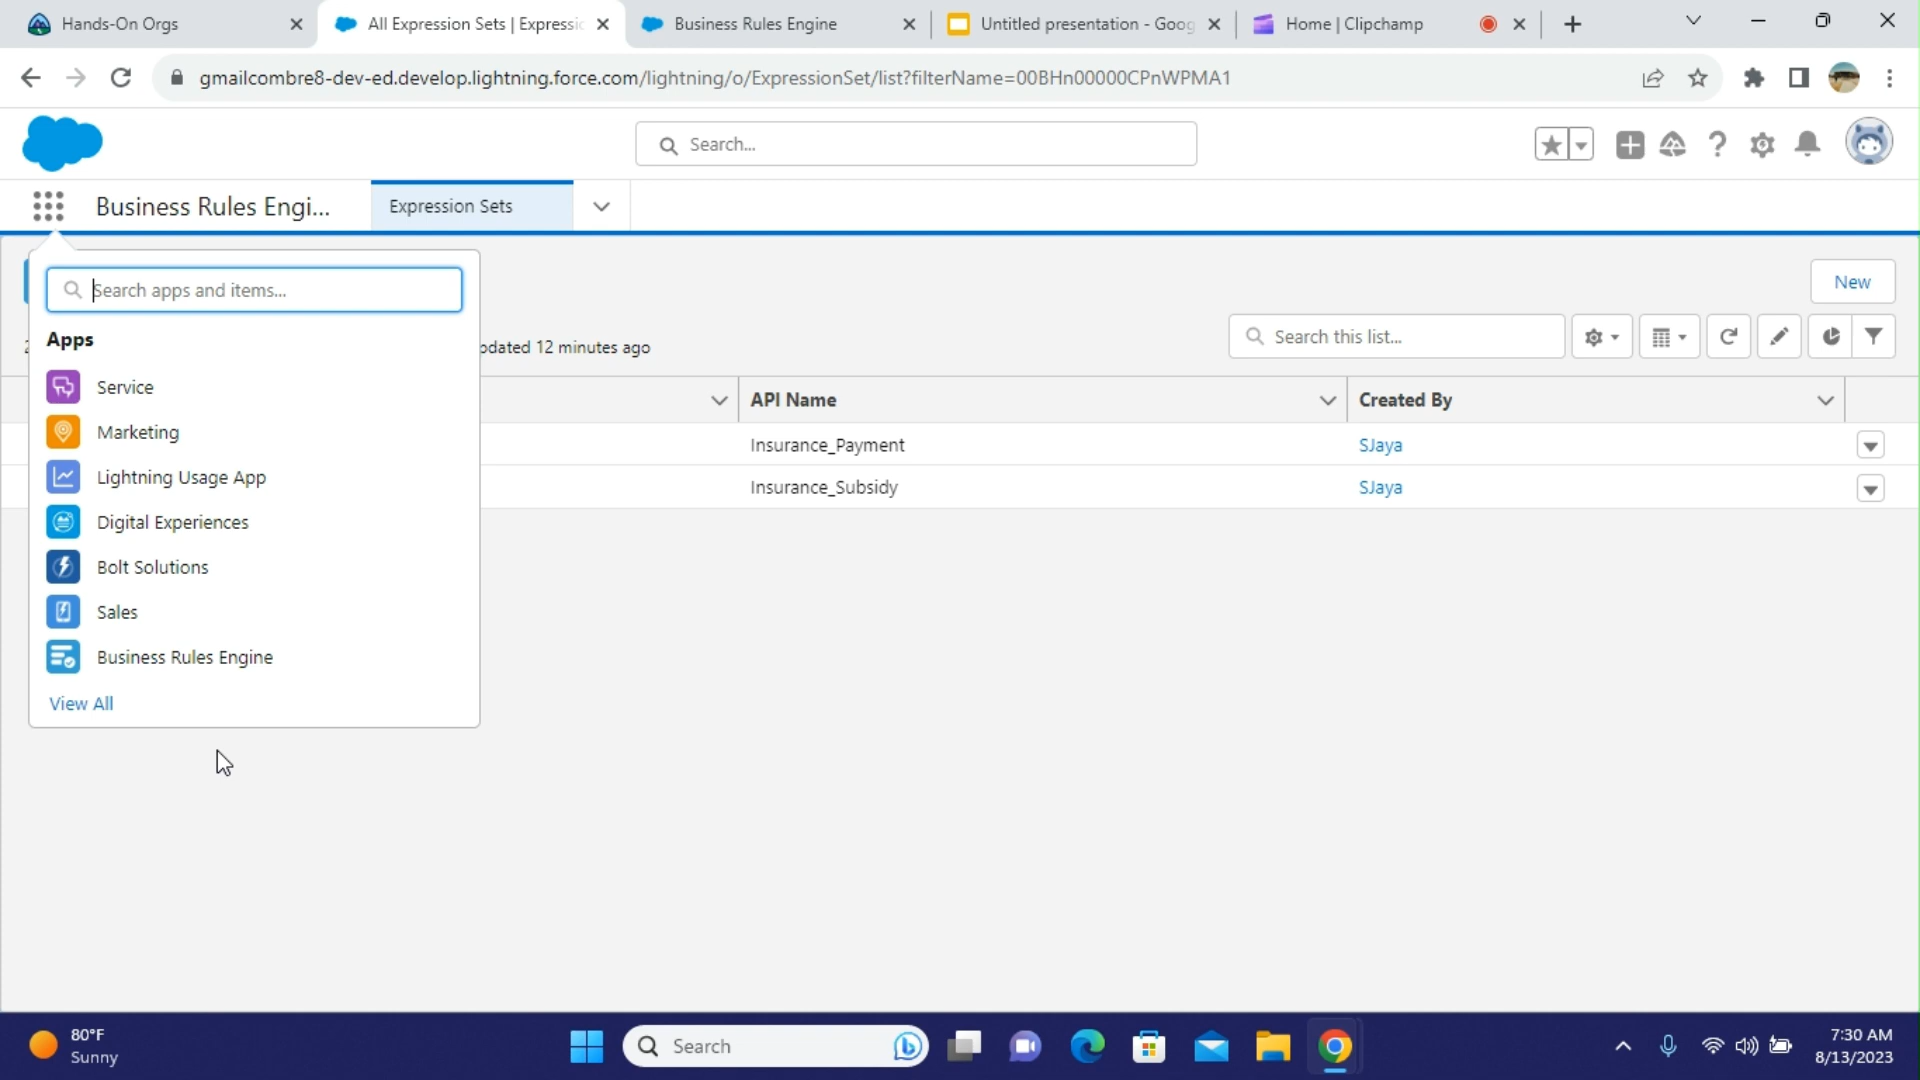 Hands-On Orgs
All Expression Sets | Expressic
Business Rules Engine
Untitled presentation - Goog
Home | Clipchamp
gmailcombre8-dev-ed.develop.lightning.force.com/lightning/o/ExpressionSet/list?filterName=00BHn00000CPnWPMA1
Search...
Business Rules Engi...
Expression Sets
Search apps and items...
New
pdated 12 minutes ago
Search this list...
Apps
Service
Marketing
Lightning Usage App
Digital Experiences
Bolt Solutions
Sales
Business Rules Engine
View All
API Name
Created By
Insurance_Payment
SJaya
Insurance_Subsidy
SJaya
80°F
Sunny
Search
7:30 AM
8/13/2023